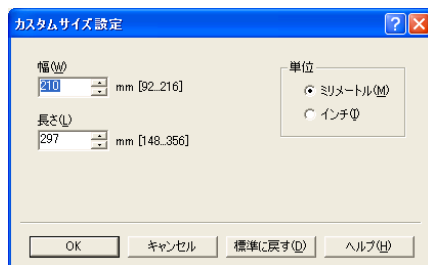 カスタムサイズ設定
幅(W)
210 mm [92..216]
長さ(L)
297 mm [148..356]
単位
ミリメートル(M)
インチ(I)
OK キャンセル 標準に戻す(D) ヘルプ(H)